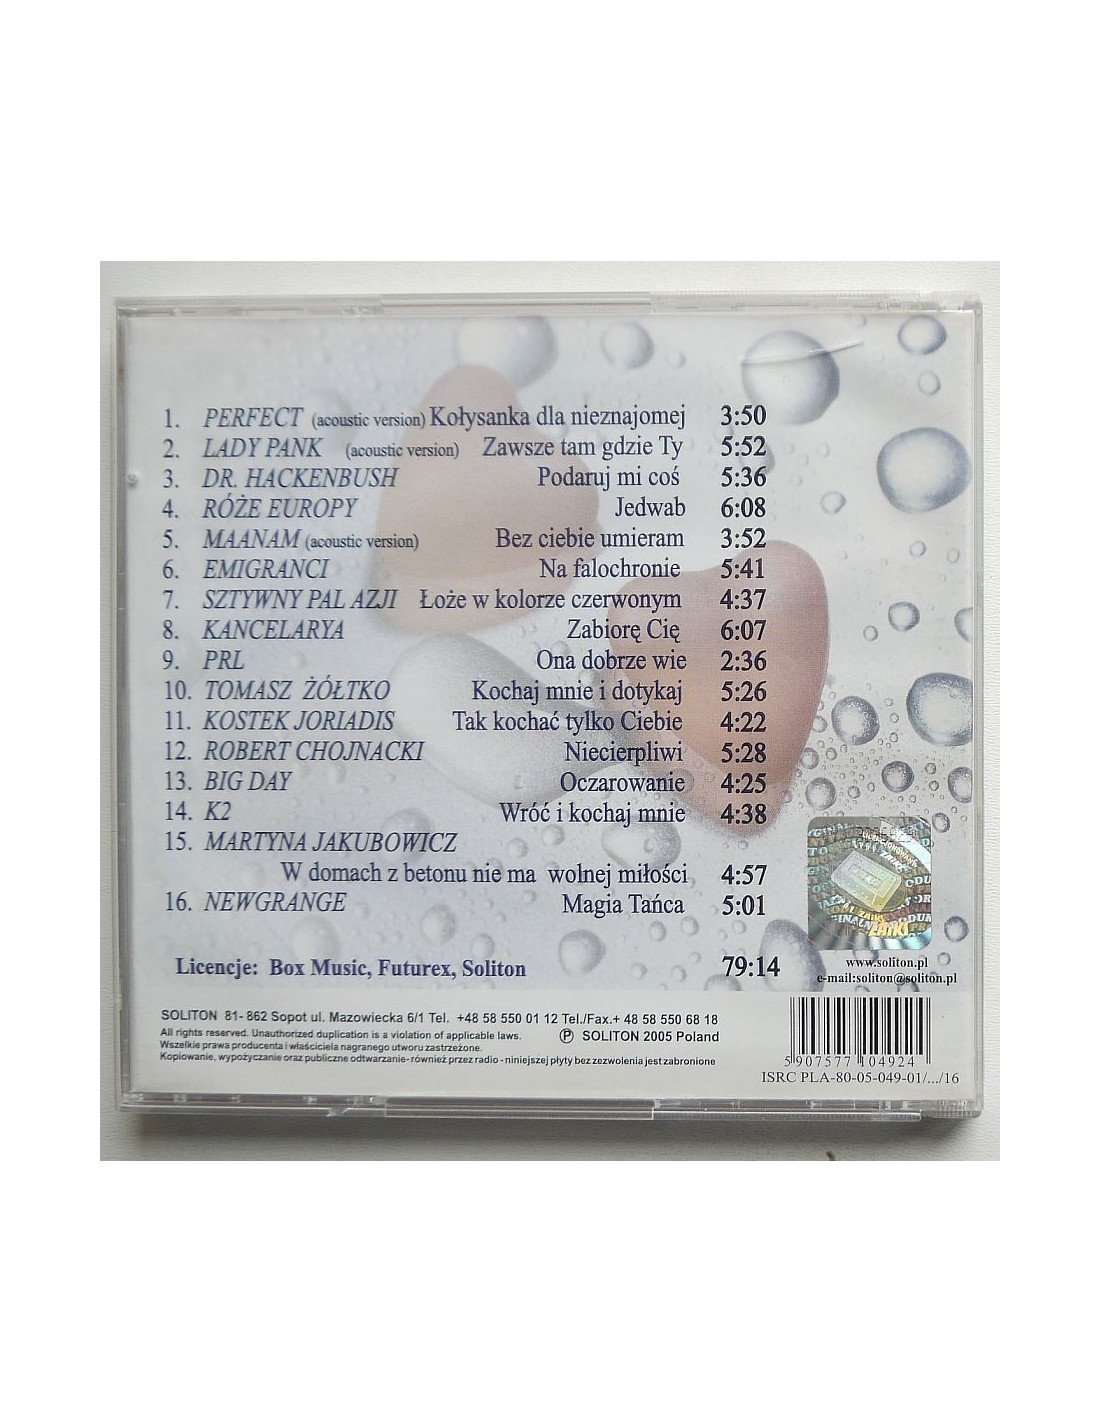 1. PERFECT (acoustic version) Kołysanka dla nieznajomej 3:50
2. LADY PANK (acoustic version) Zawsze tam gdzie Ty 5:52
3. DR. HACKENBUSH Podaruj mi coś 5:36
4. RÓŻE EUROPY Jedwab 6:08
5. MAANAM (acoustic version) Bez ciebie umieram 3:52
6. EMIGRANCI Na falochronie 5:41
7. SZTYWNY PAL AZJI Łoże w kolorze czerwonym 4:37
8. KANCELARYA Zabiorę Cię 6:07
9. PRL Ona dobrze wie 2:36
10. TOMASZ ŻÓŁTKO Kochaj mnie i dotykaj 5:26
11. KOSTEK JORIADIS Tak kochać tylko Ciebie 4:22
12. ROBERT CHOJNACKI Niecierpliwi 5:28
13. BIG DAY Oczarowanie 4:25
14. K2 Wróć i kochaj mnie 4:38
15. MARTYNA JAKUBOWICZ
W domach z betonu nie ma wolnej miłości 4:57
16. NEWGRANGE Magia Tańca 5:01
Licencje: Box Music, Futurex, Soliton 79:14
www.soliton.pl
e-mail:soliton@soliton.pl
SOLITON 81- 862 Sopot ul. Mazowiecka 6/1 Tel. +48 58 550 01 12 Tel./Fax.+ 48 58 550 68 18
All rights reserved. Unauthorized duplication is a violation of applicable laws.
Ⓟ SOLITON 2005 Poland
Wszelkie prawa producenta i właściciela nagranego utworu zastrzeżone.
Kopiowanie, wypożyczanie oraz publiczne odtwarzanie- również przez radio - niniejszej płyty bez zezwolenia jest zabronione
5 907577 104924
ISRC PLA-80-05-049-01/.../16